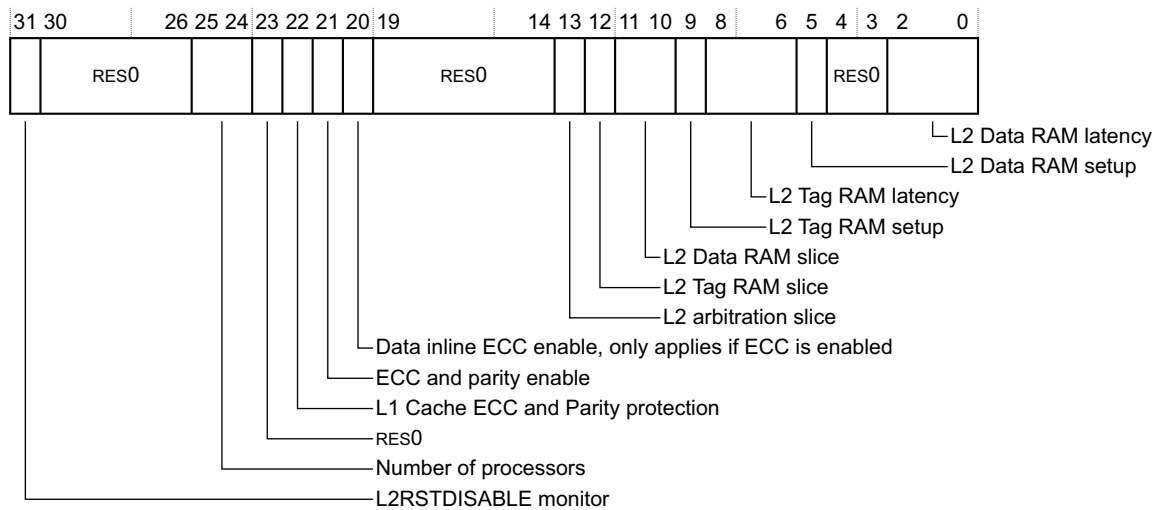 31 30 26 25 24 23 22 21 20 19 14 13 12 11 10 9 8 6 5 4 3 2 0
RES0 RES0 RES0
L2 Data RAM latency
L2 Data RAM setup
L2 Tag RAM latency
L2 Tag RAM setup
L2 Data RAM slice
L2 Tag RAM slice
L2 arbitration slice
Data inline ECC enable, only applies if ECC is enabled
ECC and parity enable
L1 Cache ECC and Parity protection
RES0
Number of processors
L2RSTDISABLE monitor